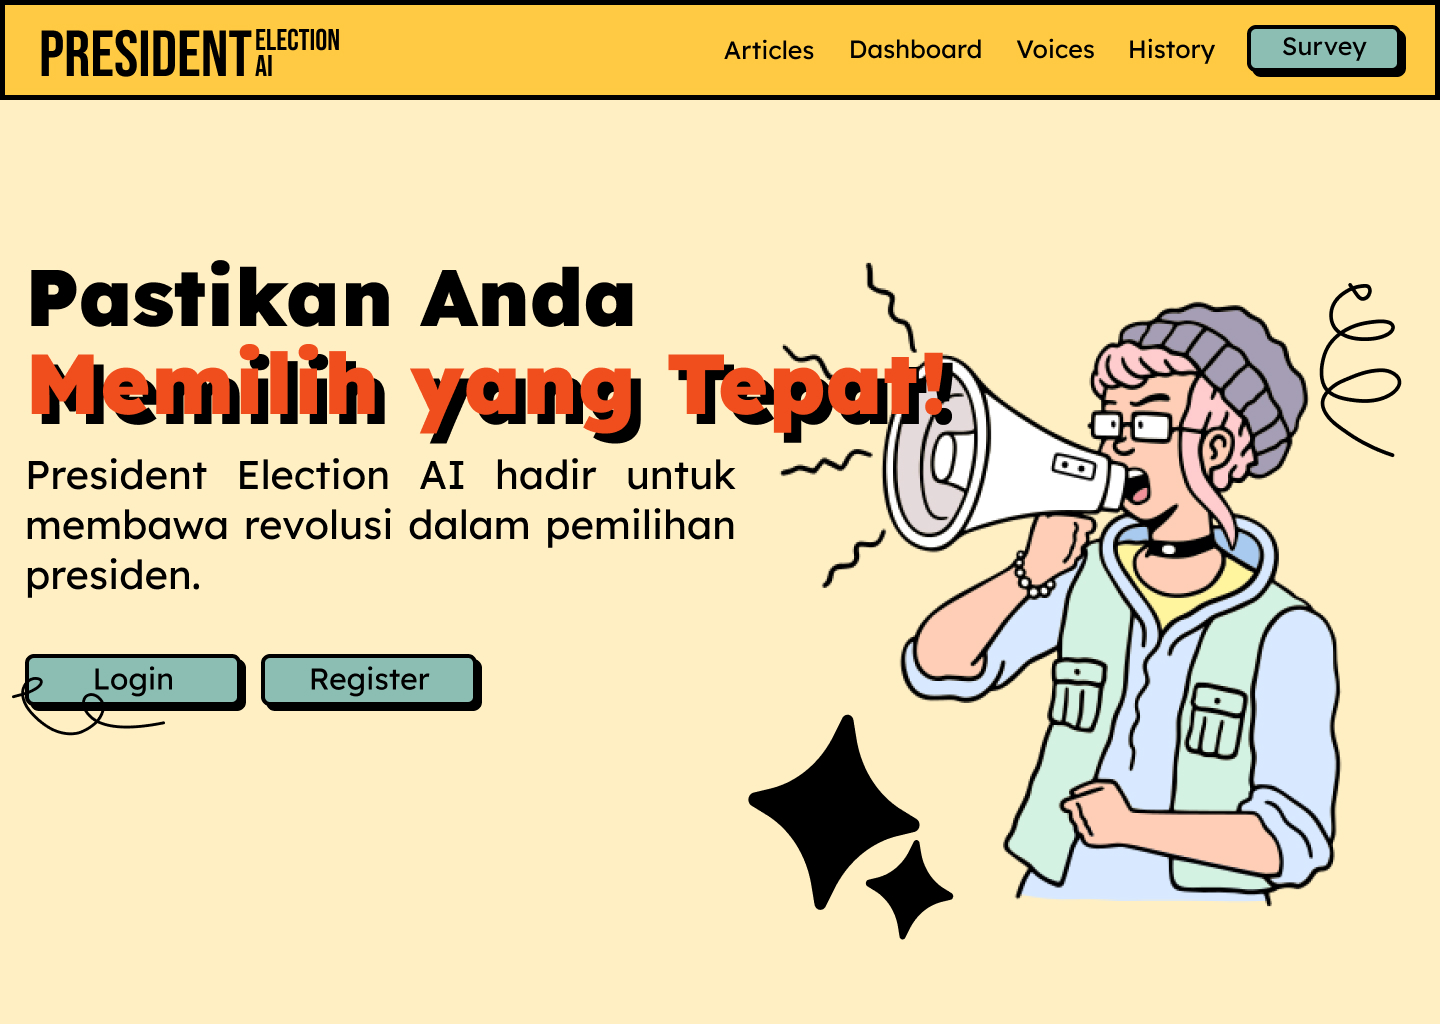 PRESIDENT ELECTION AI
Articles Dashboard Voices History Survey
Pastikan Anda
Memilih yang Tepat!
President Election AI hadir untuk
membawa revolusi dalam pemilihan
presiden.
Login Register